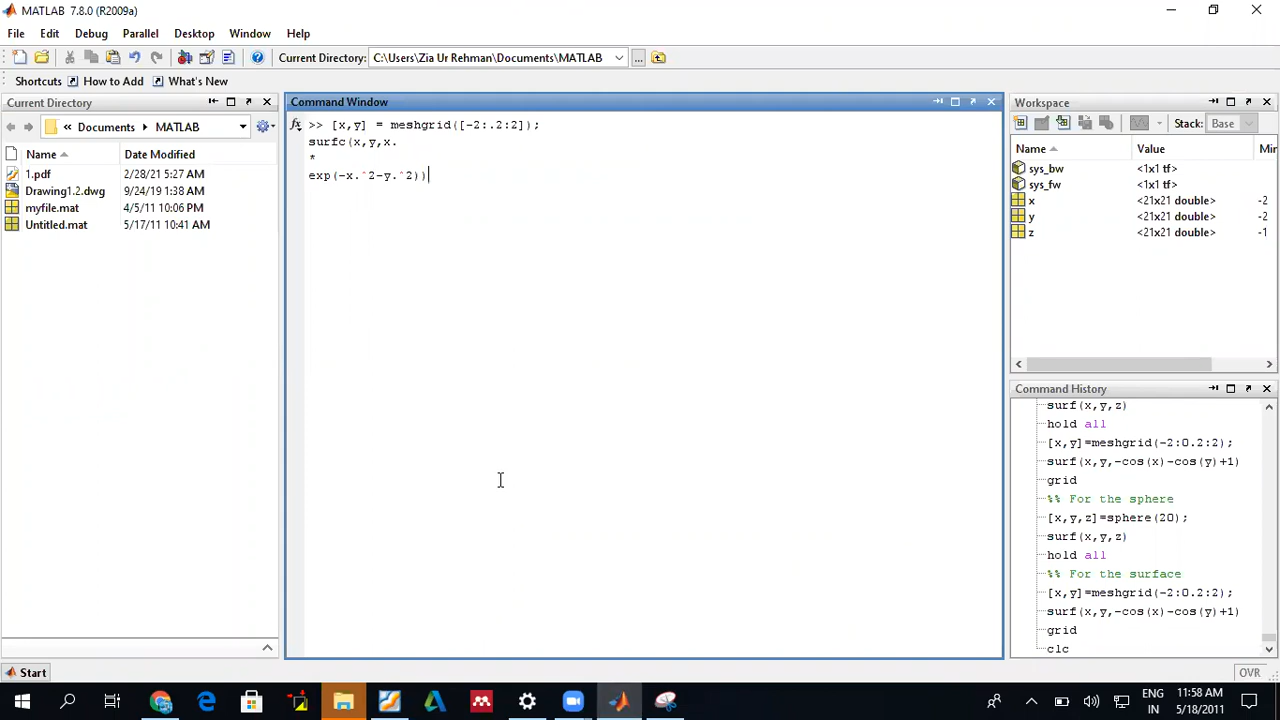 MATLAB 7.8.0 (R2009a)
File Edit Debug Parallel Desktop Window Help
Current Directory: C:\Users\Zia Ur Rehman\Documents\MATLAB
Shortcuts How to Add What's New
Current Directory
« Documents MATLAB
Name Date Modified
1.pdf 2/28/21 5:27 AM
Drawing1.2.dwg 9/24/19 1:38 AM
myfile.mat 4/5/11 10:06 PM
Untitled.mat 5/17/11 10:41 AM
Command Window
>> [x,y] = meshgrid([-2:.2:2]);
surfc(x,y,x.
*
exp(-x.^2-y.^2))
Workspace
Stack: Base
Name Value Min
sys_bw <1x1 tf>
sys_fw <1x1 tf>
x <21x21 double> -2
y <21x21 double> -2
z <21x21 double> -1
Command History
surf(x,y,z)
hold all
[x,y]=meshgrid(-2:0.2:2);
surf(x,y,-cos(x)-cos(y)+1)
grid
%% For the sphere
[x,y,z]=sphere(20);
surf(x,y,z)
hold all
%% For the surface
[x,y]=meshgrid(-2:0.2:2);
surf(x,y,-cos(x)-cos(y)+1)
grid
clc
Start
OVR
ENG
IN
11:58 AM
5/18/2011